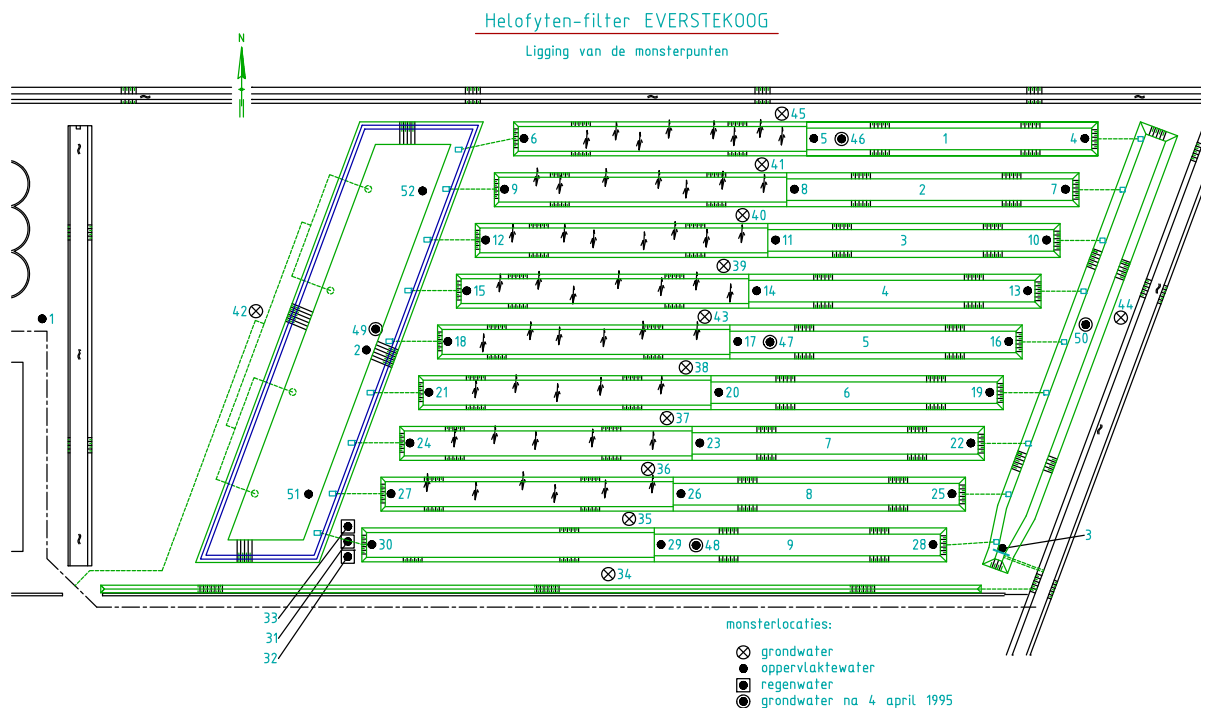 Helofyten-filter EVERSTEKOOG
Ligging van de monsterpunten
N
45
6 5 46 1 4
41
52 9 8 2 7
40
12 11 3 10
39
15 14 4 13
42 43 44
1 49 50
2 18 17 47 5 16
38
21 20 6 19
37
24 23 7 22
36
51 27 26 8 25
35
30 29 48 9 28 3
34
33
31
32
monsterlocaties:
grondwater
oppervlaktewater
regenwater
grondwater na 4 april 1995